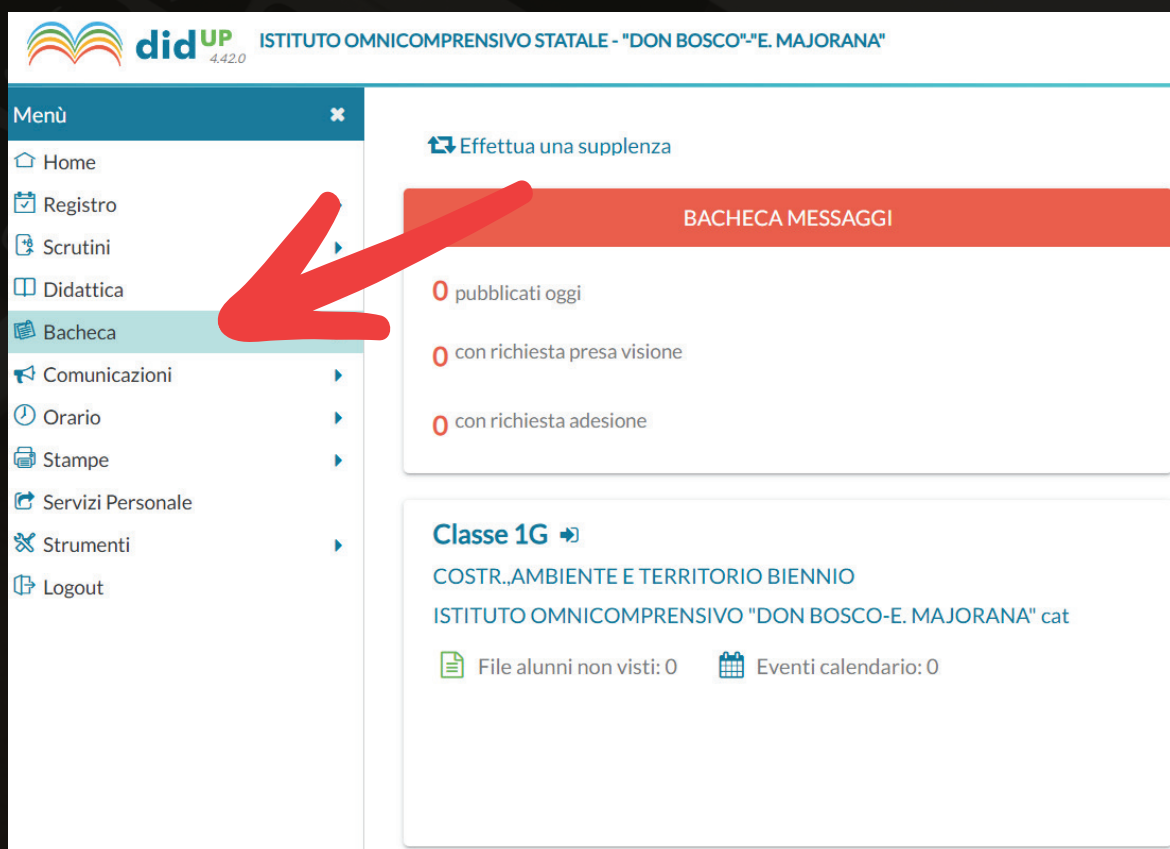 didUP
4.42.0
ISTITUTO OMNICOMPRENSIVO STATALE - "DON BOSCO"-"E. MAJORANA"
Menù
Home
Registro
Scrutini
Didattica
Bacheca
Comunicazioni
Orario
Stampe
Servizi Personale
Strumenti
Logout
Effettua una supplenza
BACHECA MESSAGGI
0 pubblicati oggi
0 con richiesta presa visione
0 con richiesta adesione
Classe 1G
COSTR.,AMBIENTE E TERRITORIO BIENNIO
ISTITUTO OMNICOMPRENSIVO "DON BOSCO-E. MAJORANA" cat
File alunni non visti: 0 Eventi calendario: 0